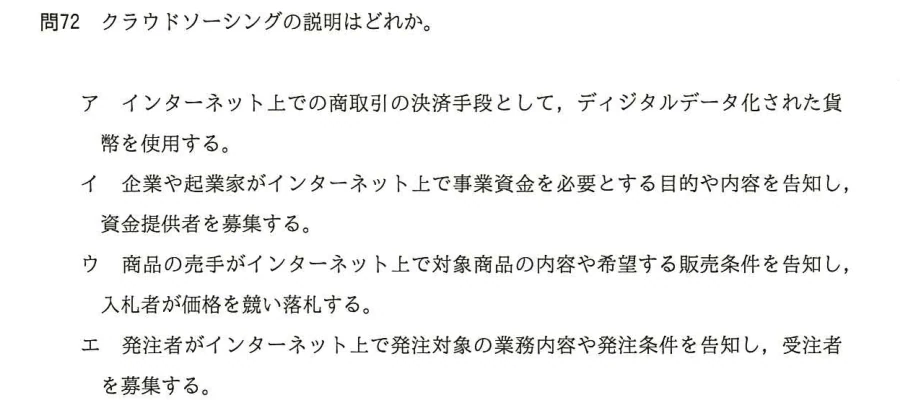 問72　クラウドソーシングの説明はどれか。
ア　インターネット上での商取引の決済手段として，ディジタルデータ化された貨
幣を使用する。
イ　企業や起業家がインターネット上で事業資金を必要とする目的や内容を告知し，
資金提供者を募集する。
ウ　商品の売手がインターネット上で対象商品の内容や希望する販売条件を告知し，
入札者が価格を競い落札する。
エ　発注者がインターネット上で発注対象の業務内容や発注条件を告知し，受注者
を募集する。